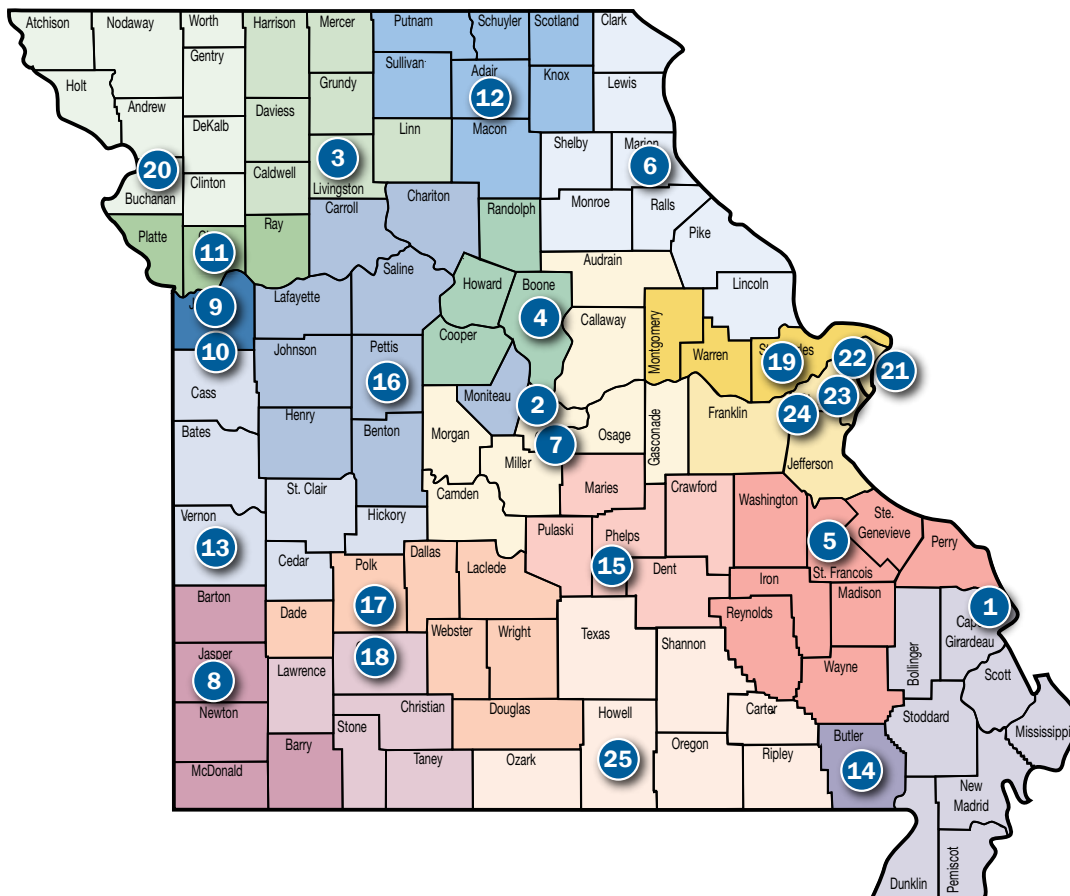 Atchison
Nodaway
Worth
Harrison
Mercer
Putnam
Schuyler
Scotland
Clark
Gentry
Sullivan
Adair
Knox
Lewis
Holt
Grundy
12
Andrew
Daviess
DeKalb
Linn
Macon
Shelby
Marion
20
3
6
Caldwell
Clinton
Livingston
Buchanan
Chariton
Randolph
Monroe
Ralls
Carroll
Platte
Ray
Pike
11
Saline
Audrain
Howard
Boone
Lincoln
9
Lafayette
4
Callaway
Montgomery
Cooper
Johnson
Pettis
10
Warren
19
22
21
Cass
16
Moniteau
2
23
24
Franklin
Henry
Benton
Morgan
7
Osage
Gasconade
Bates
Miller
Jefferson
St. Clair
Camden
Maries
Crawford
Washington
Vernon
Hickory
Pulaski
Phelps
Ste.
Genevieve
13
5
Perry
Cedar
Polk
Dallas
Laclede
15
Dent
St. Francois
Iron
Madison
Barton
17
1
Dade
Reynolds
Girardeau
Webster
Wright
Texas
Shannon
Jasper
18
Lawrence
Wayne
Bollinger
Scott
8
Newton
Christian
Douglas
Howell
Carter
Stoddard
Stone
Mississippi
Barry
Taney
Ozark
25
Oregon
Ripley
Butler
McDonald
14
New
Madrid
Dunklin
Pemiscot